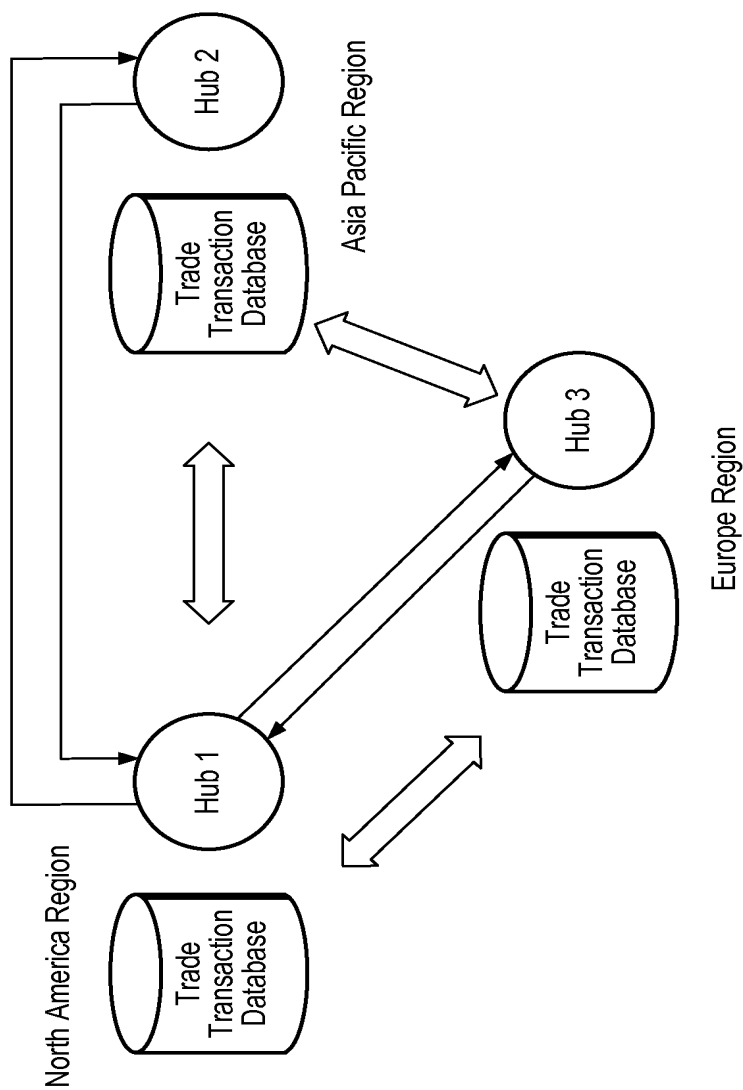 North America Region
Trade
Transaction
Database
Hub 1
Trade
Transaction
Database
Hub 2
Asia Pacific Region
Trade
Transaction
Database
Hub 3
Europe Region